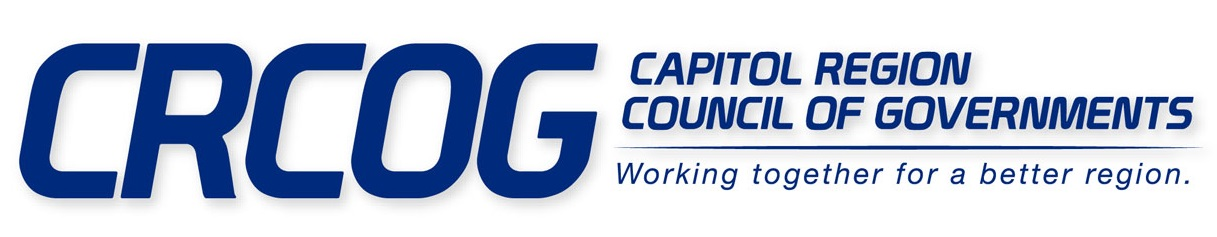 CRCOG
CAPITOL REGION
COUNCIL OF GOVERNMENTS
Working together for a better region.